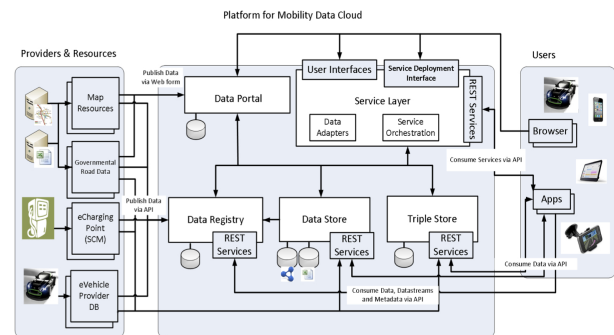 Platform for Mobility Data Cloud
Providers & Resources
Users
Map
Resources
Governmental
Road Data
eCharging
Point
(SCM)
eVehicle
Provider
DB
Publish Data
via Web form
Publish Data
via API
Data Portal
User Interfaces
Service Deployment
Interface
REST Services
Service Layer
Data
Adapters
Service
Orchestration
Consume Services via API
Browser
Apps
Data Registry
REST
Services
Data Store
REST
Services
Triple Store
REST
Services
Consume Data via API
Consume Data, Datastreams
and Metadata via API